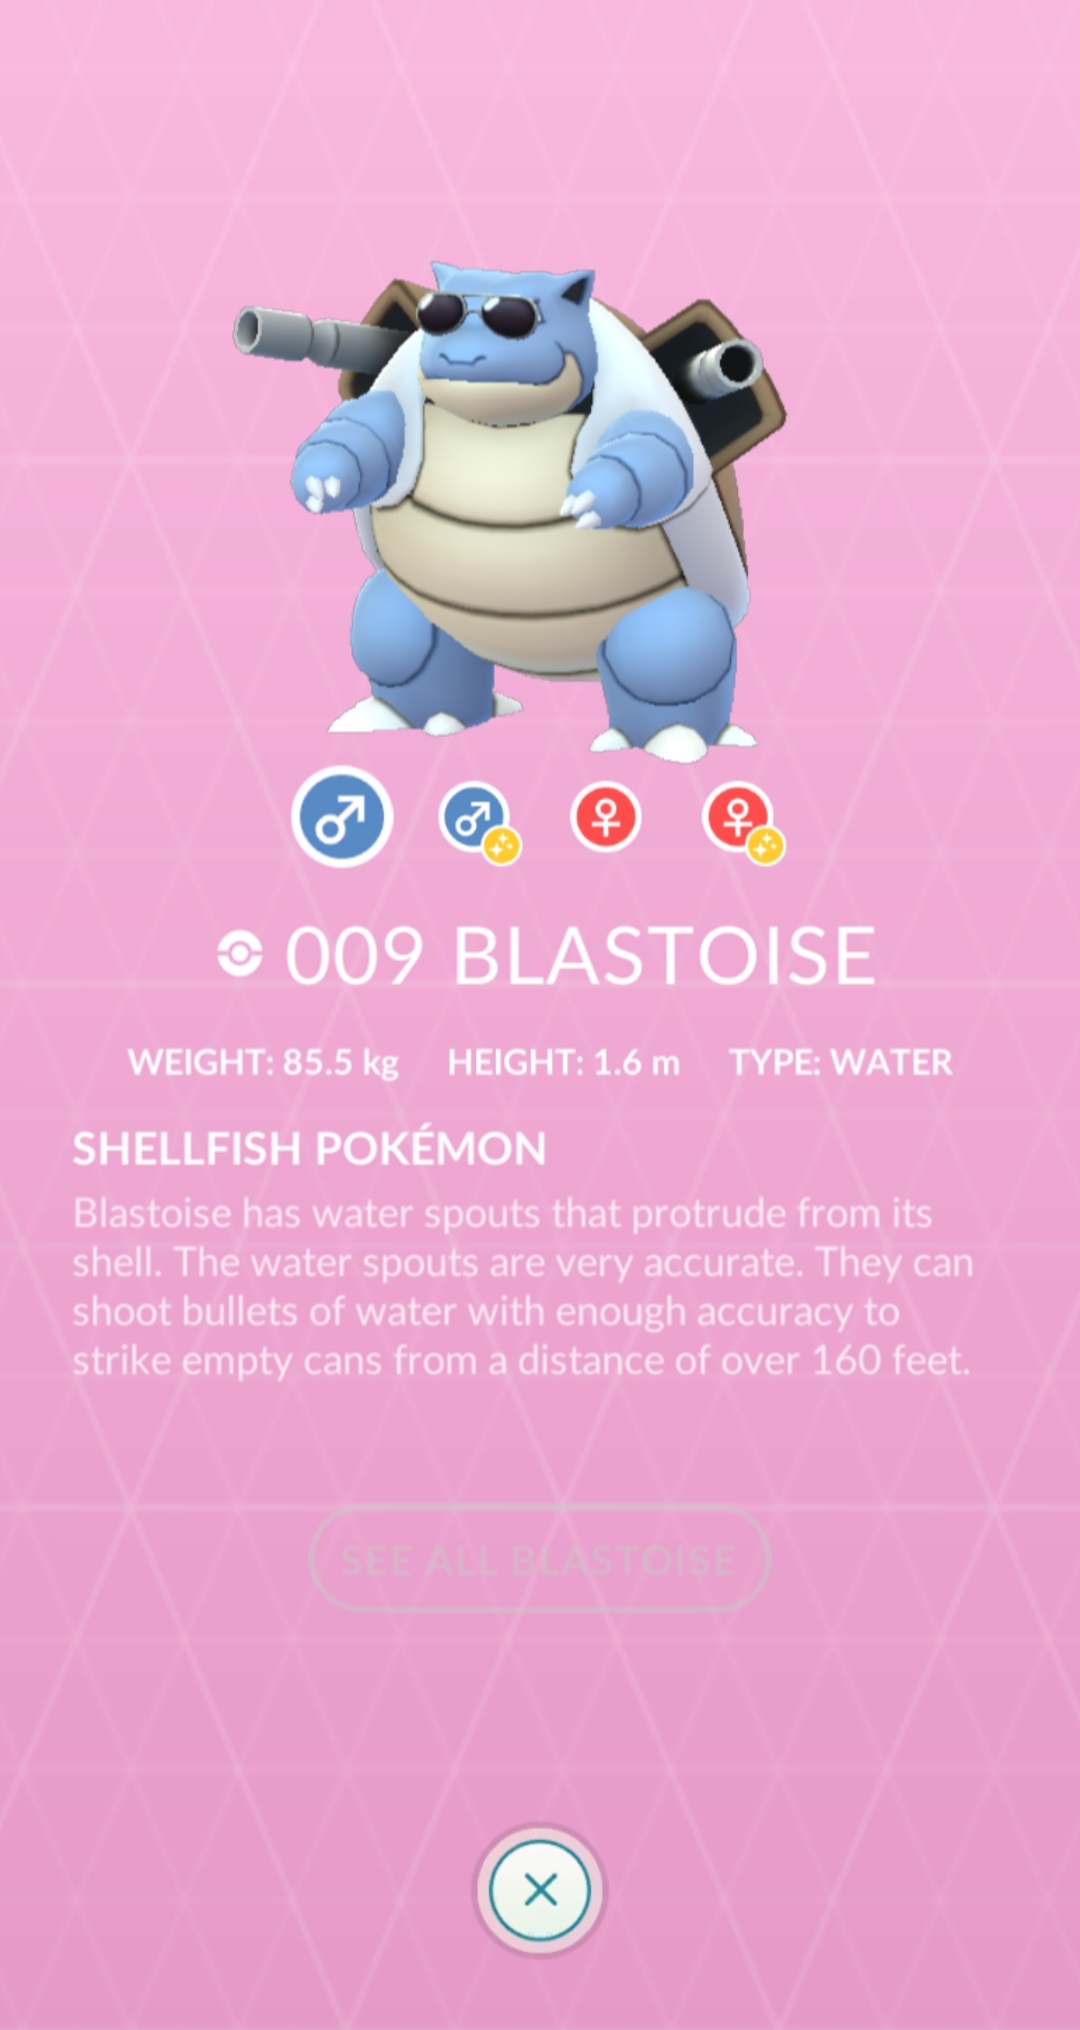 009 BLASTOISE
WEIGHT: 85.5 kg HEIGHT: 1.6 m TYPE: WATER
SHELLFISH POKÉMON
Blastoise has water spouts that protrude from its
shell. The water spouts are very accurate. They can
shoot bullets of water with enough accuracy to
strike empty cans from a distance of over 160 feet.
SEE ALL BLASTOISE